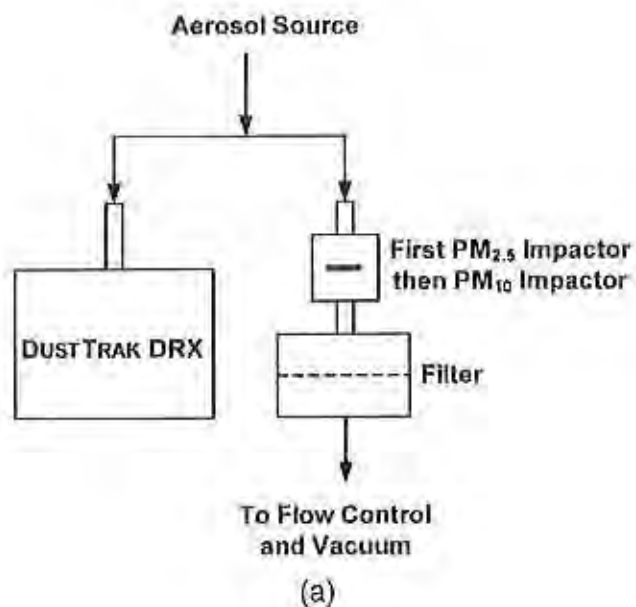 Aerosol Source
First PM2.5 Impactor
then PM10 Impactor
DUSTTRAK DRX
Filter
To Flow Control
and Vacuum
(a)